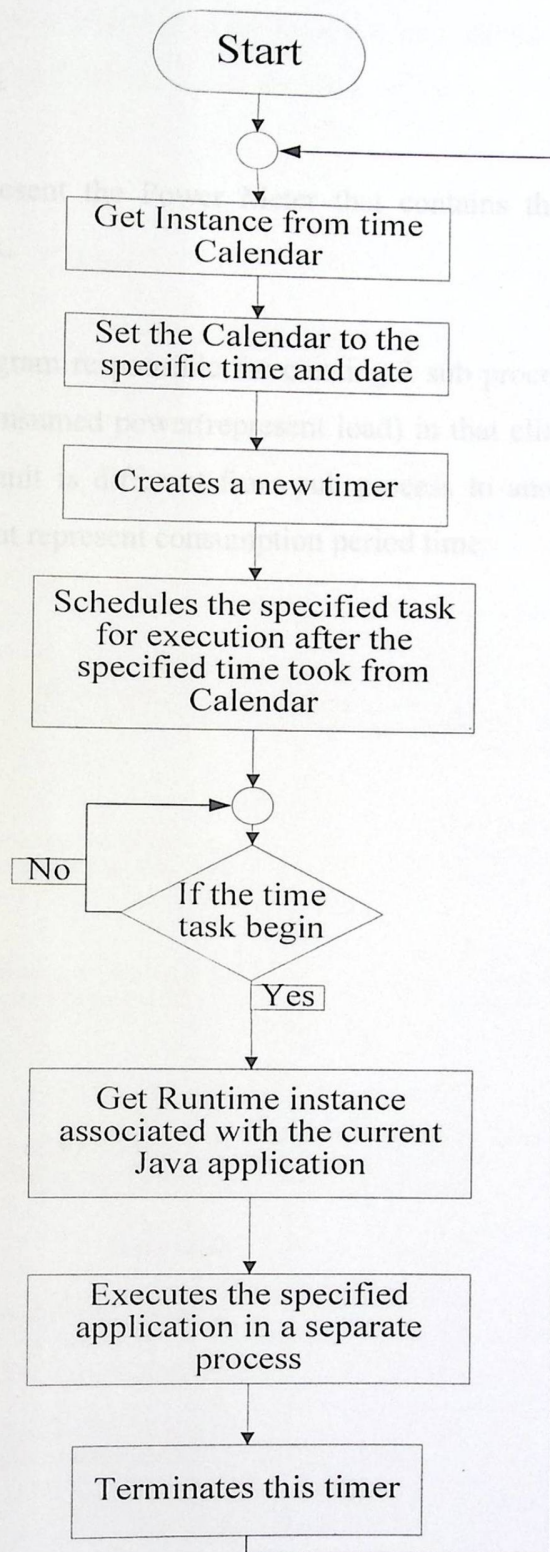 Start
Get Instance from time
Calendar
Set the Calendar to the
specific time and date
Creates a new timer
Schedules the specified task
for execution after the
specified time took from
Calendar
No
If the time
task begin
Yes
Get Runtime instance
associated with the current
Java application
Executes the specified
application in a separate
process
Terminates this timer